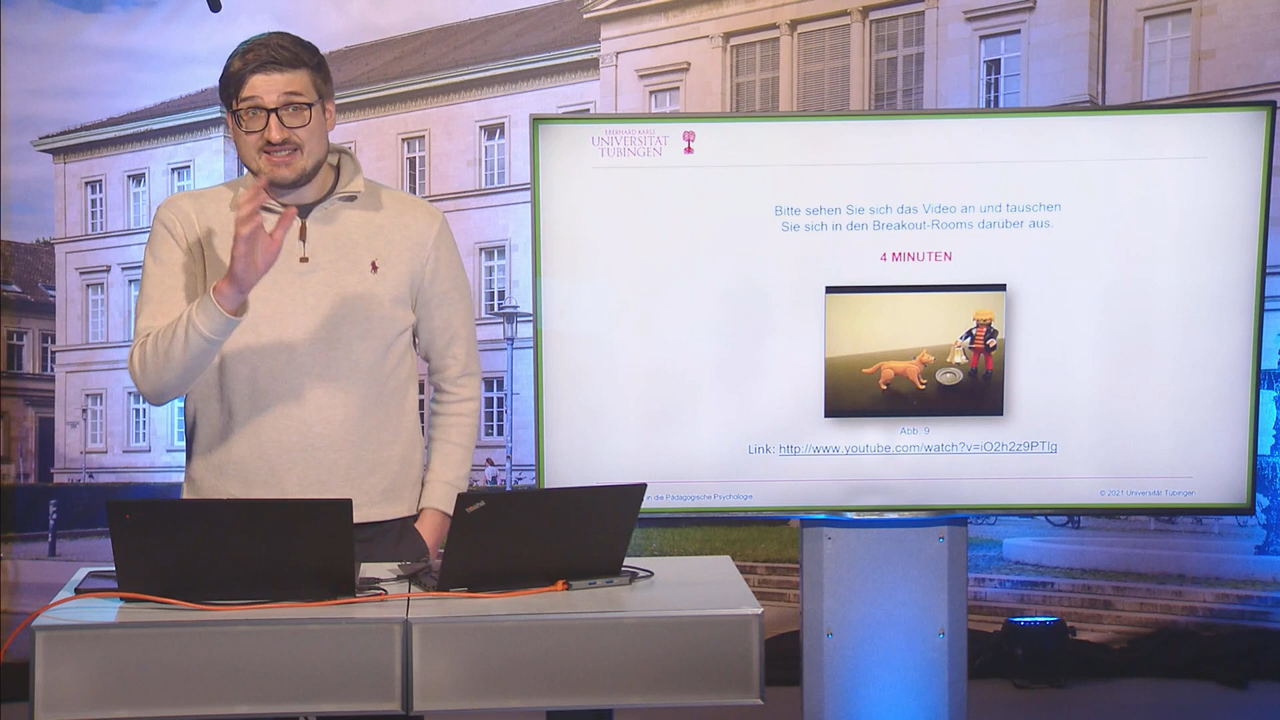 EBERHARD KARLS
UNIVERSITÄT
TÜBINGEN
Bitte sehen Sie sich das Video an und tauschen
Sie sich in den Breakout-Rooms darüber aus.
4 MINUTEN
Abb. 9
Link: http://www.youtube.com/watch?v=iO2h2z9PTIg
in die Pädagogische Psychologie
© 2021 Universität Tübingen
ThinkPad